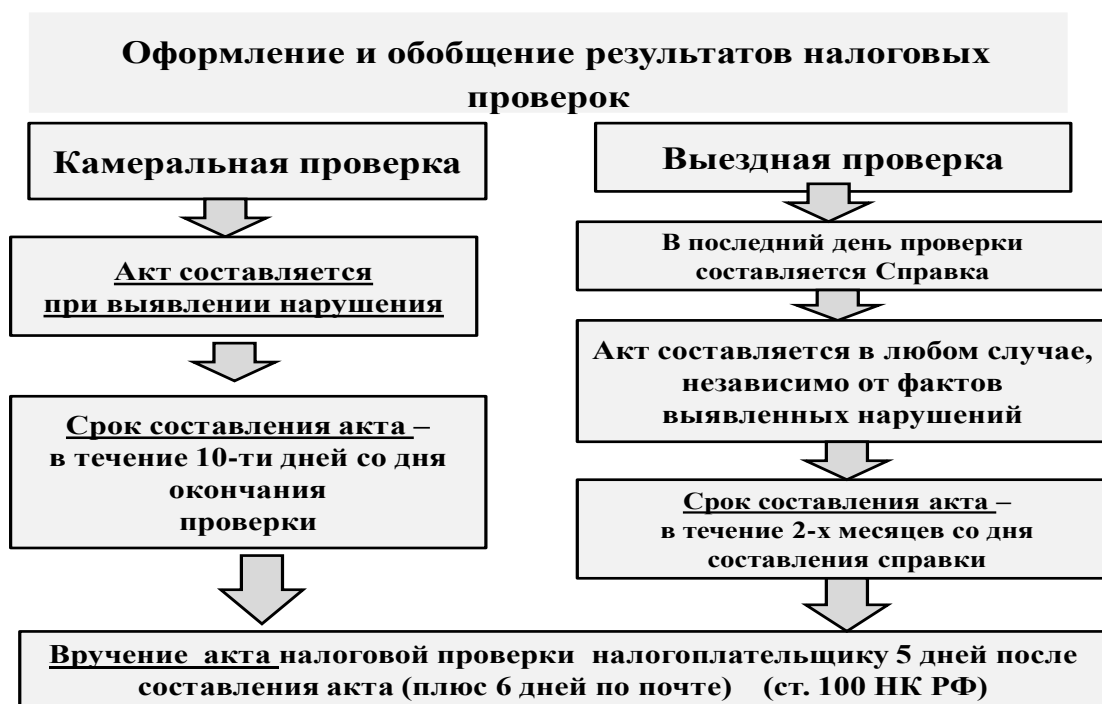 Оформление и обобщение результатов налоговых
проверок
Камеральная проверка
Акт составляется
при выявлении нарушения
Срок составления акта –
в течение 10-ти дней со дня
окончания
проверки
Выездная проверка
В последний день проверки
составляется Справка
Акт составляется в любом случае,
независимо от фактов
выявленных нарушений
Срок составления акта –
в течение 2-х месяцев со дня
составления справки
Вручение акта налоговой проверки налогоплательщику 5 дней после
составления акта (плюс 6 дней по почте) (ст. 100 НК РФ)